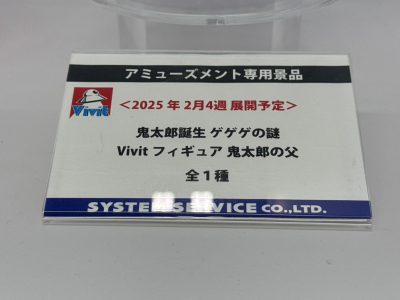 アミューズメント専用景品
Vivit
＜2025年 2月4週 展開予定＞
鬼太郎誕生 ゲゲゲの謎
Vivit フィギュア 鬼太郎の父
全1種
SYSTEM SERVICE CO.,LTD.